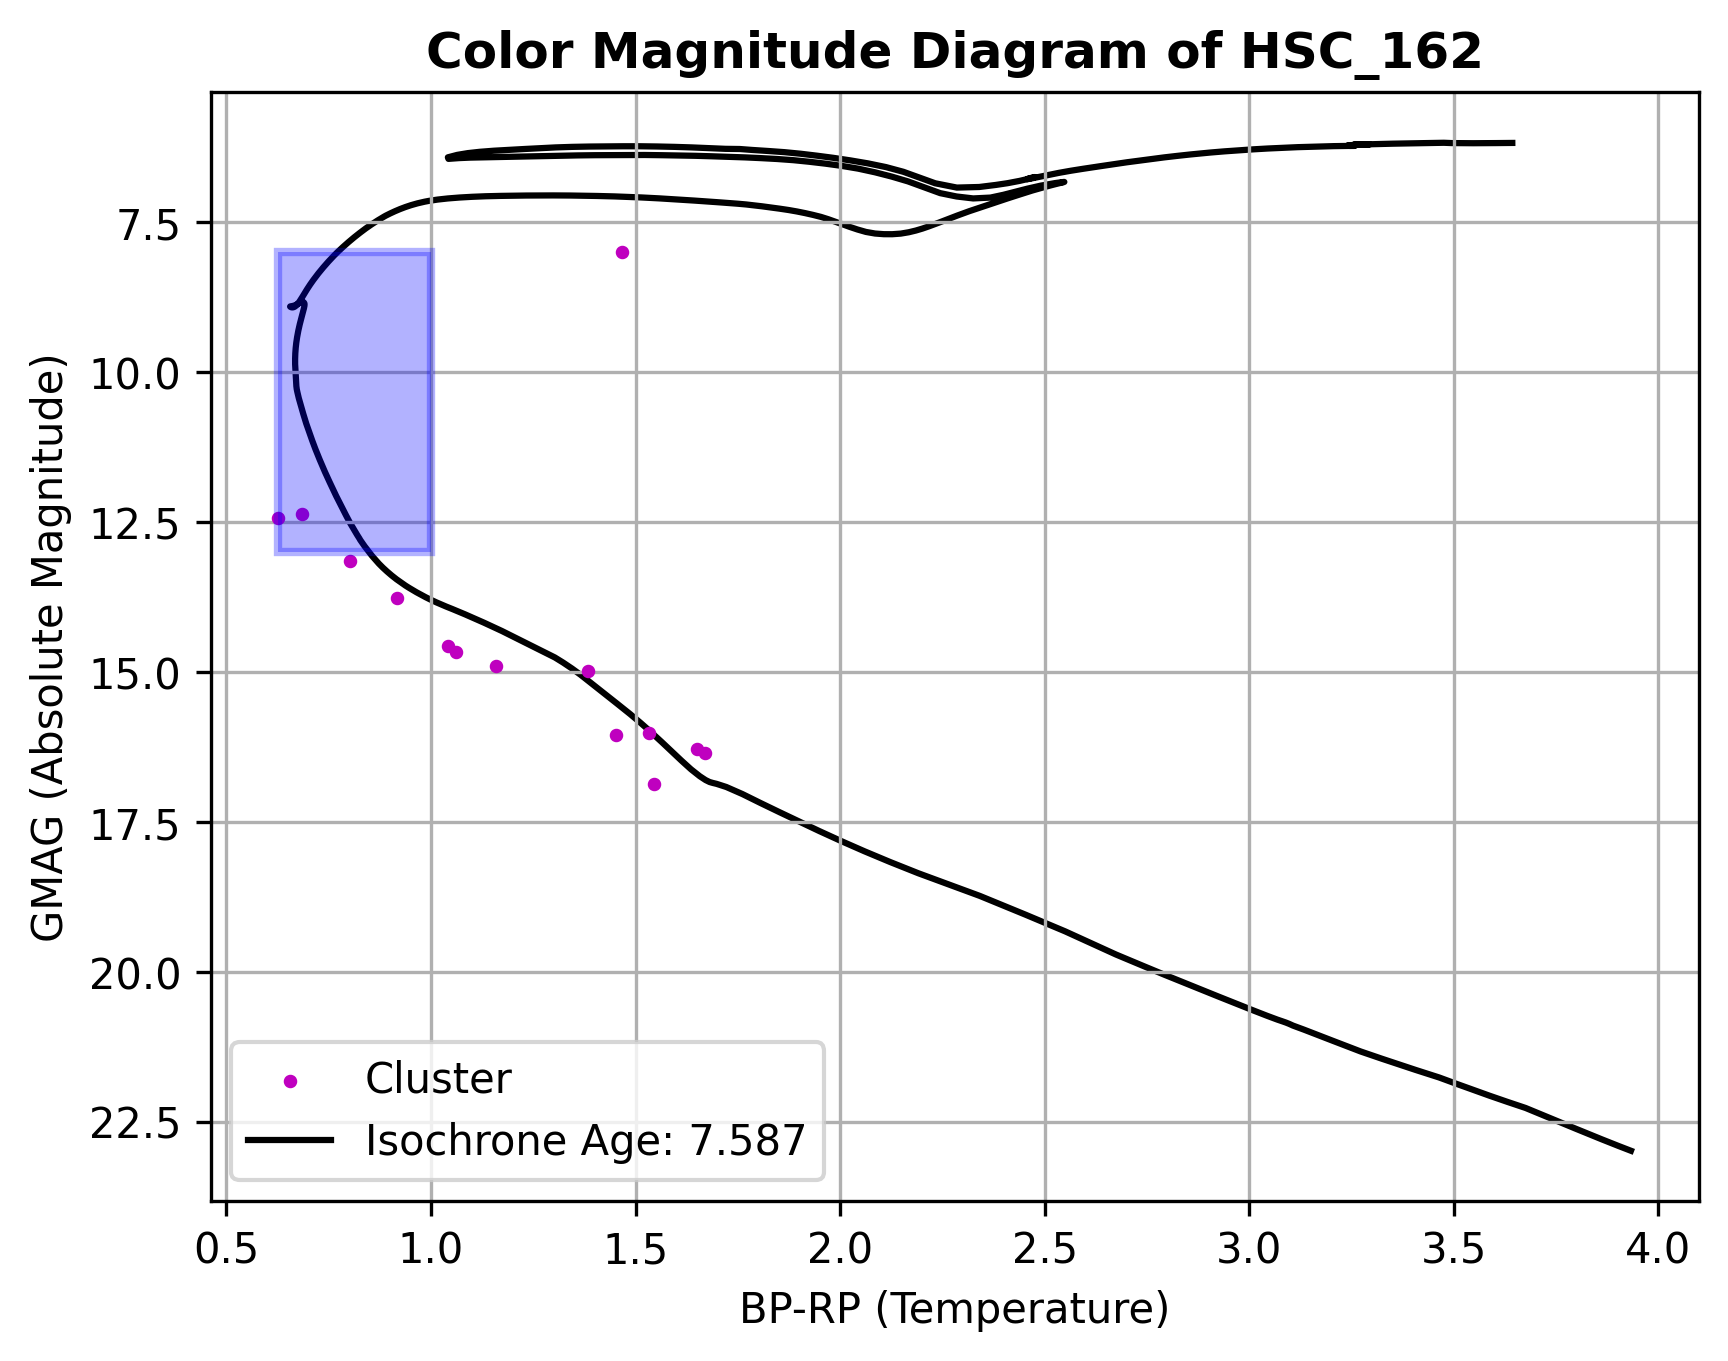 Color Magnitude Diagram of HSC_162
GMAG (Absolute Magnitude)
7.5
10.0
12.5
15.0
17.5
20.0
22.5
Cluster
Isochrone Age: 7.587
0.5 1.0 1.5 2.0 2.5 3.0 3.5 4.0
BP-RP (Temperature)